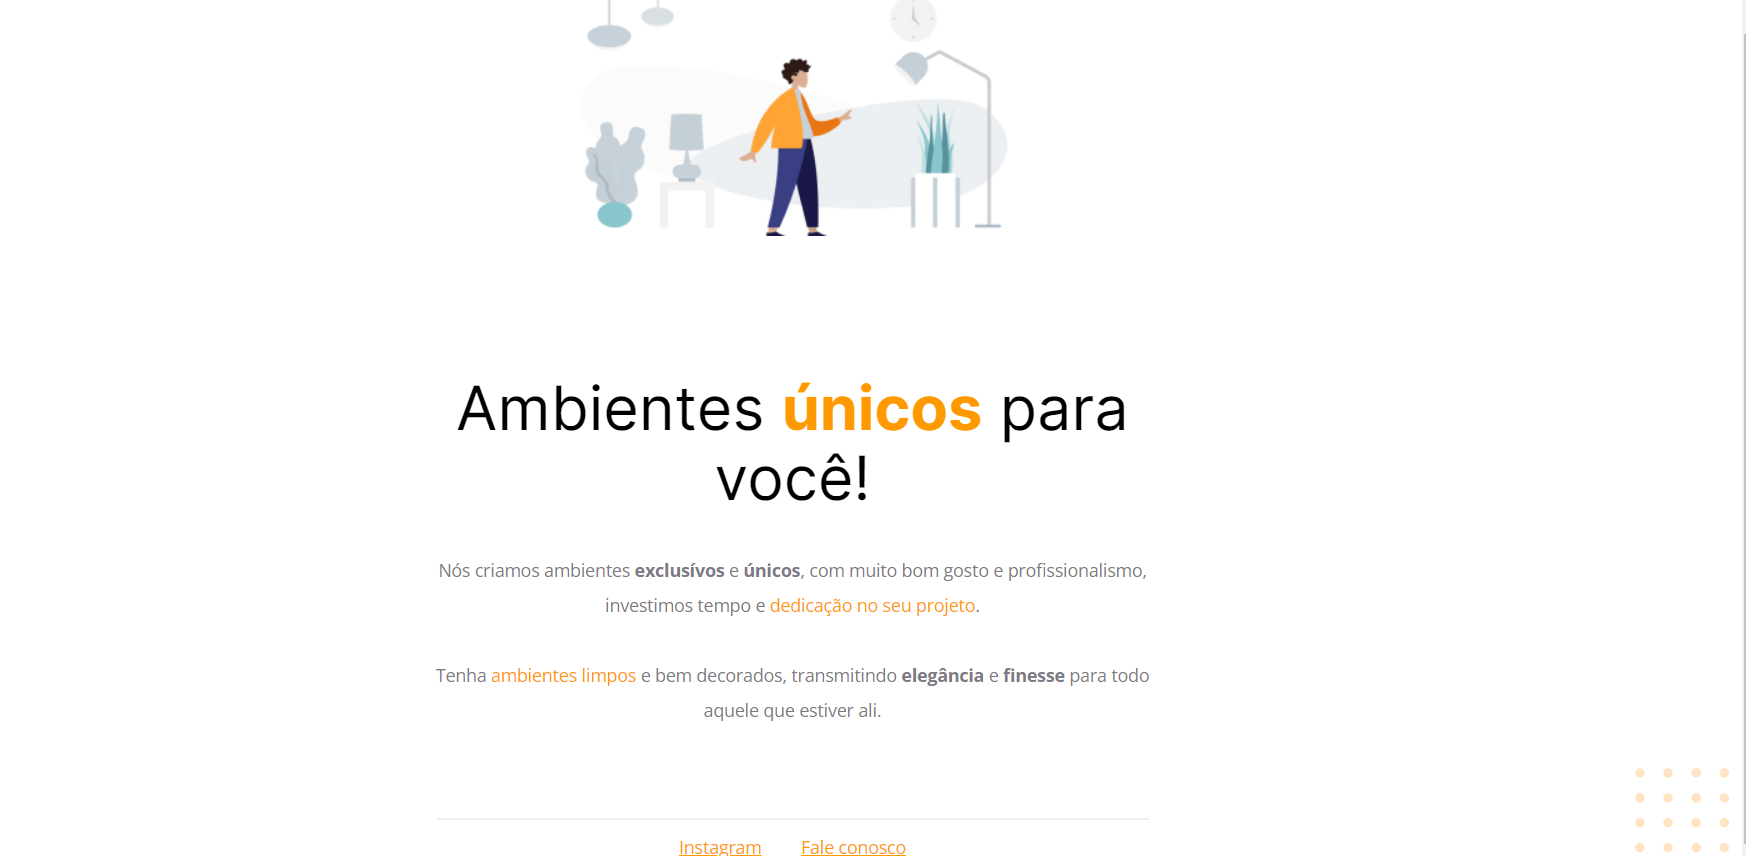 Ambientes únicos para
você!
Nós criamos ambientes exclusívos e únicos, com muito bom gosto e profissionalismo,
investimos tempo e dedicação no seu projeto.
Tenha ambientes limpos e bem decorados, transmitindo elegância e finesse para todo
aquele que estiver ali.
Instagram Fale conosco